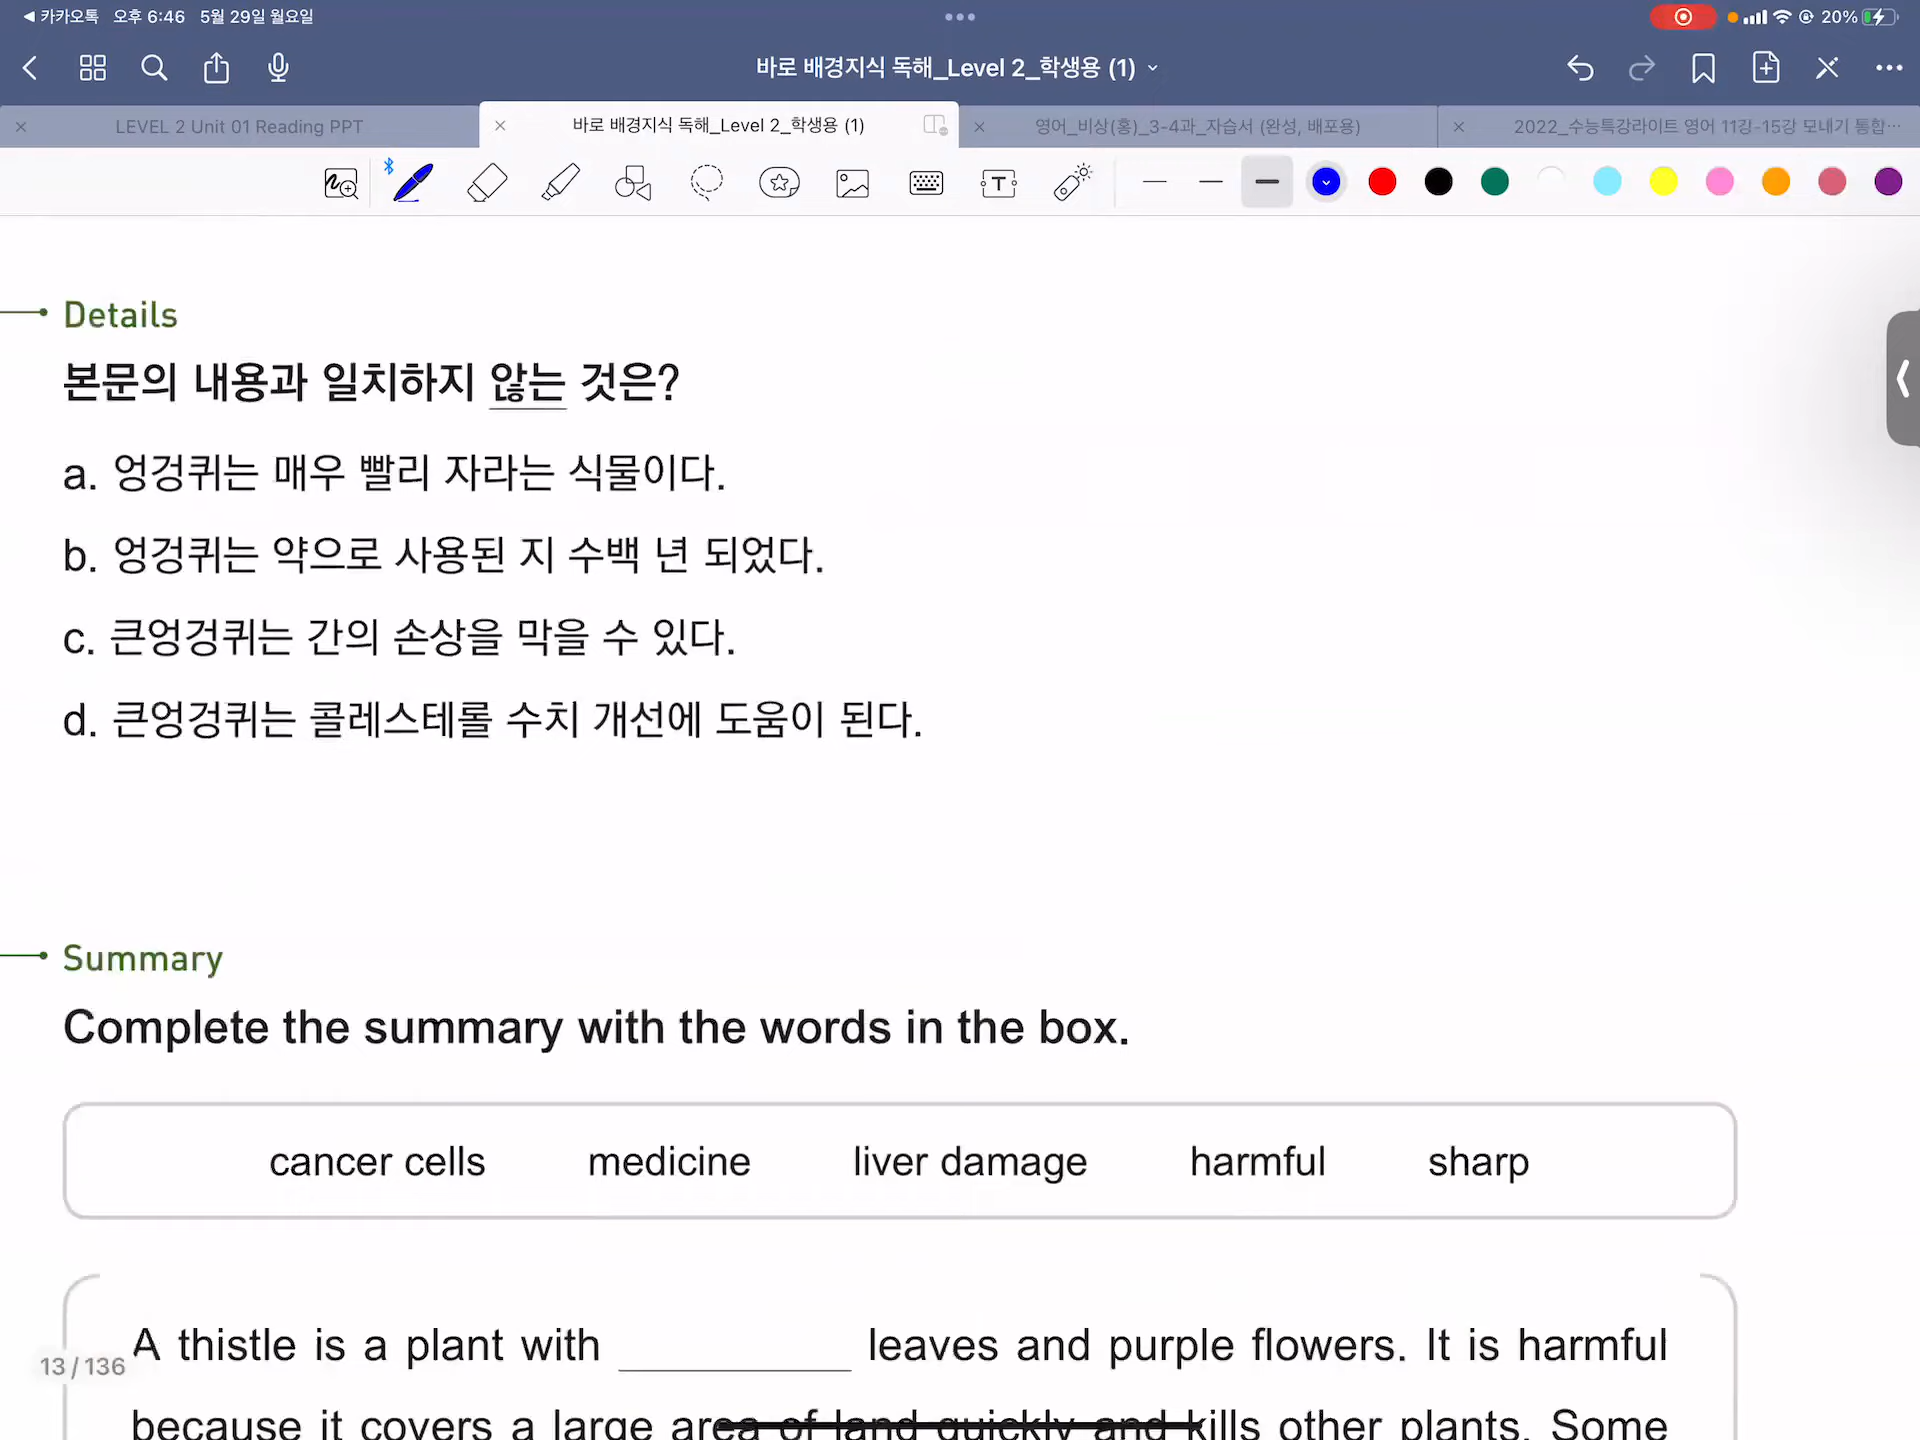 ◀ 카카오톡 오후 6:46 5월 29일 월요일
20%
바로 배경지식 독해_Level 2_학생용 (1)
LEVEL 2 Unit 01 Reading PPT
바로 배경지식 독해_Level 2_학생용 (1)
영어_비상(홍)_3-4과_자습서 (완성, 배포용)
2022_수능특강라이트 영어 11강-15강 모내기 통합…
Details
본문의 내용과 일치하지 않는 것은?
a. 엉겅퀴는 매우 빨리 자라는 식물이다.
b. 엉겅퀴는 약으로 사용된 지 수백 년 되었다.
c. 큰엉겅퀴는 간의 손상을 막을 수 있다.
d. 큰엉겅퀴는 콜레스테롤 수치 개선에 도움이 된다.
Summary
Complete the summary with the words in the box.
cancer cells medicine liver damage harmful sharp
A thistle is a plant with __________ leaves and purple flowers. It is harmful
13 / 136
because it covers a large area of land quickly and kills other plants. Some